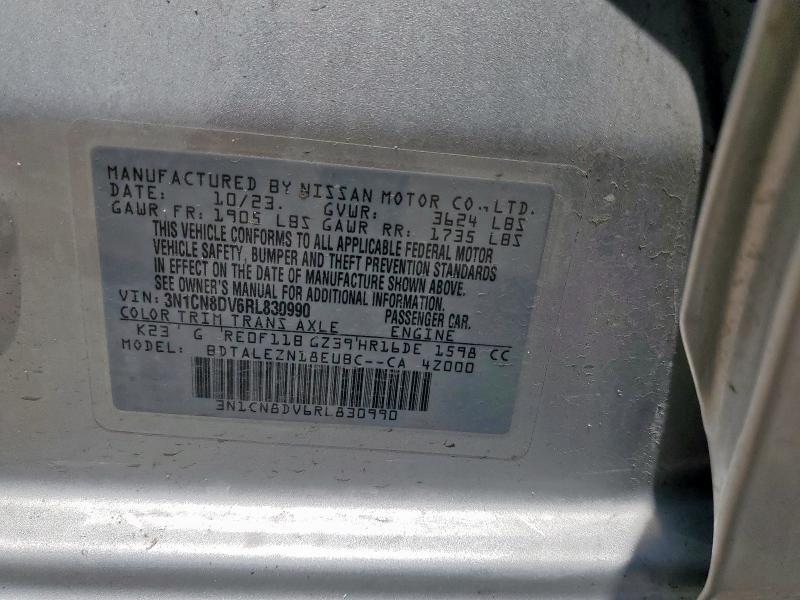 MANUFACTURED BY NISSAN MOTOR CO., LTD.
DATE: 10/23. GVWR: 3624 LBS
GAWR FR: 1905 LBS GAWR RR: 1735 LBS
THIS VEHICLE CONFORMS TO ALL APPLICABLE FEDERAL MOTOR
VEHICLE SAFETY, BUMPER AND THEFT PREVENTION STANDARDS
IN EFFECT ON THE DATE OF MANUFACTURE SHOWN ABOVE.
SEE OWNER'S MANUAL FOR ADDITIONAL INFORMATION
VIN: 3N1CN8DV6RL830990 PASSENGER CAR.
COLOR TRIM TRANS AXLE ENGINE
K23 G RE0F11B GZ39 HR16DE 1598 CC
MODEL: BDTALEZN18EUBC--CA 4Z000
3N1CN8DV6RL830990